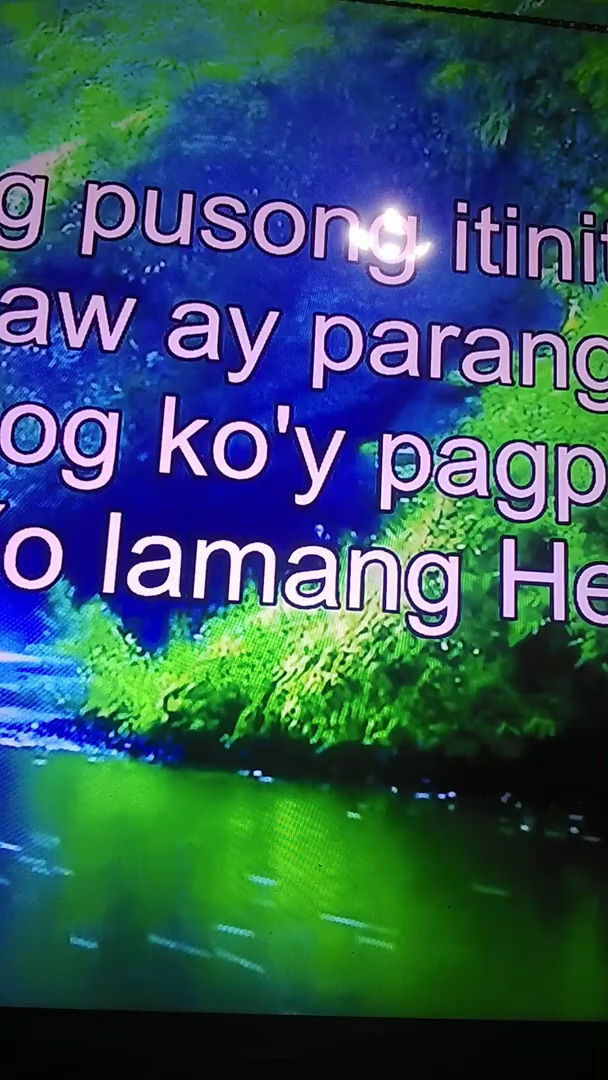 g pusong itinit
aw ay parang
og ko'y pagp
o lamang He